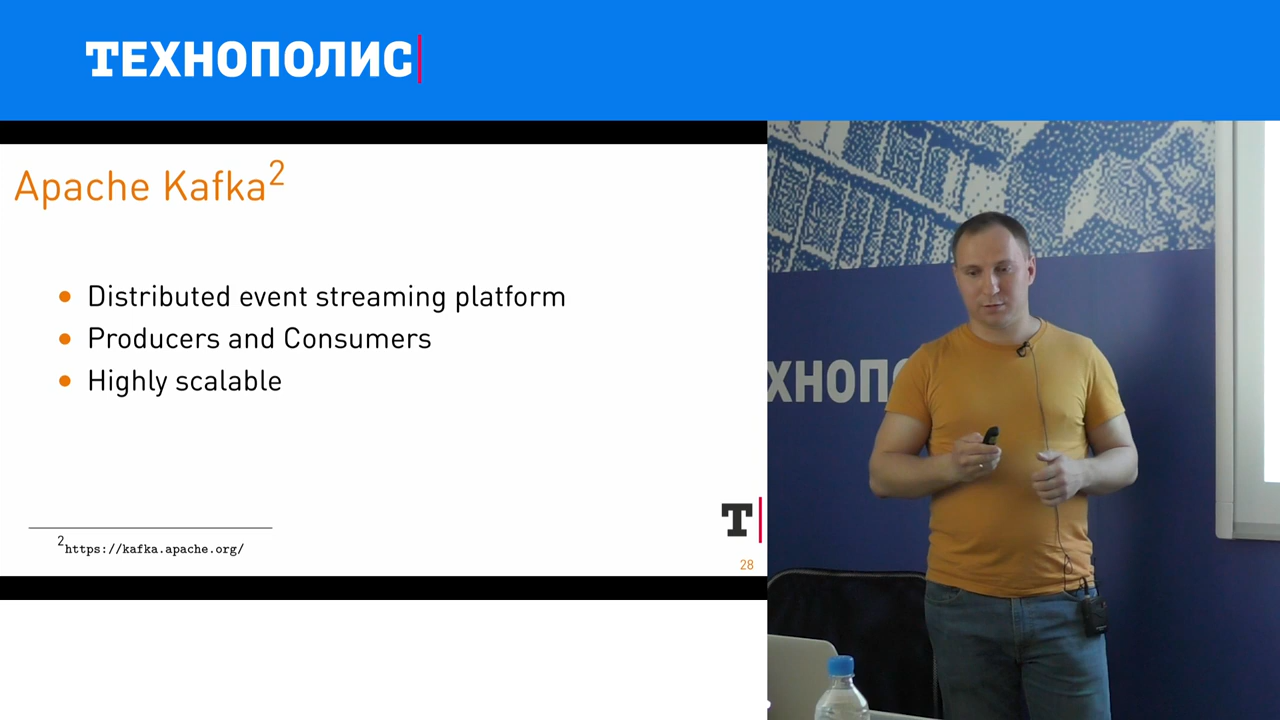 ТЕХНОПОЛИС
Apache Kafka2
• Distributed event streaming platform
• Producers and Consumers
• Highly scalable
2https://kafka.apache.org/
Т
28
ХНОПО